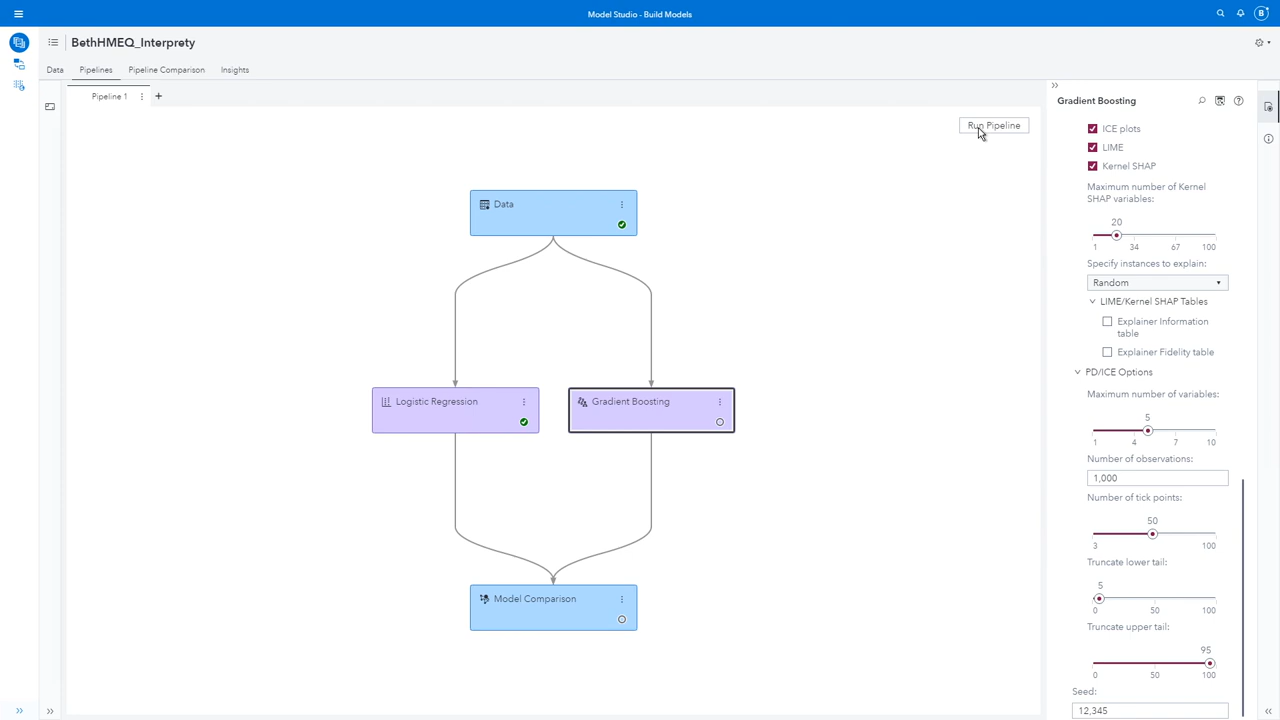 Model Studio - Build Models
B
BethHMEQ_Interprety
Data
Pipelines
Pipeline Comparison
Insights
Pipeline 1
+
Run Pipeline
Data
Logistic Regression
Gradient Boosting
Model Comparison
Gradient Boosting
ICE plots
LIME
Kernel SHAP
Maximum number of Kernel
SHAP variables:
20
1 34 67 100
Specify instances to explain:
Random
LIME/Kernel SHAP Tables
Explainer Information
table
Explainer Fidelity table
PD/ICE Options
Maximum number of variables:
5
1 4 7 10
Number of observations:
1,000
Number of tick points:
50
3 100
Truncate lower tail:
5
0 50 100
Truncate upper tail:
95
0 50 100
Seed:
12,345